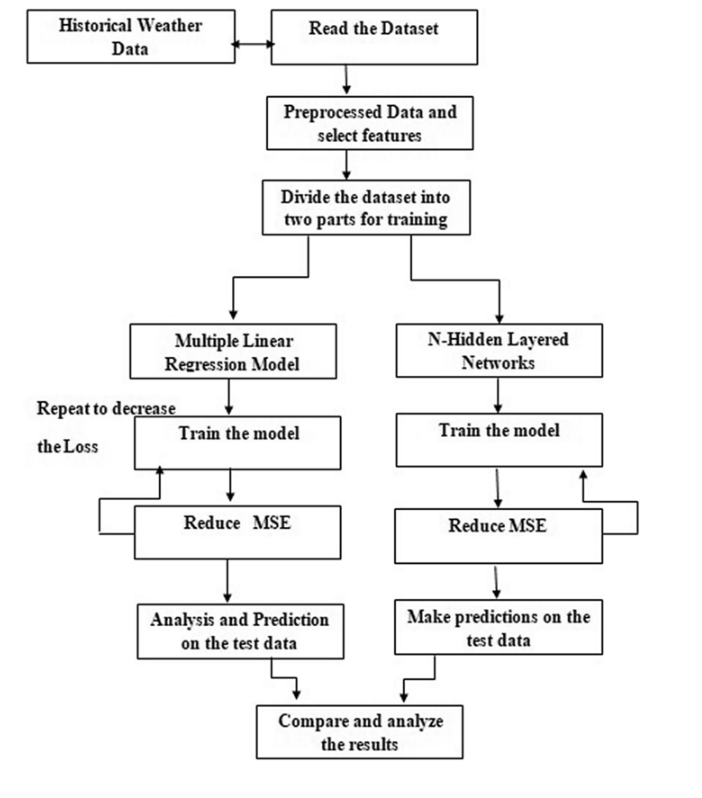 Historical Weather
Data
Read the Dataset
Preprocessed Data and
select features
Divide the dataset into
two parts for training
Multiple Linear
Regression Model
N-Hidden Layered
Networks
Repeat to decrease
the Loss
Train the model
Train the model
Reduce MSE
Reduce MSE
Analysis and Prediction
on the test data
Make predictions on the
test data
Compare and analyze
the results